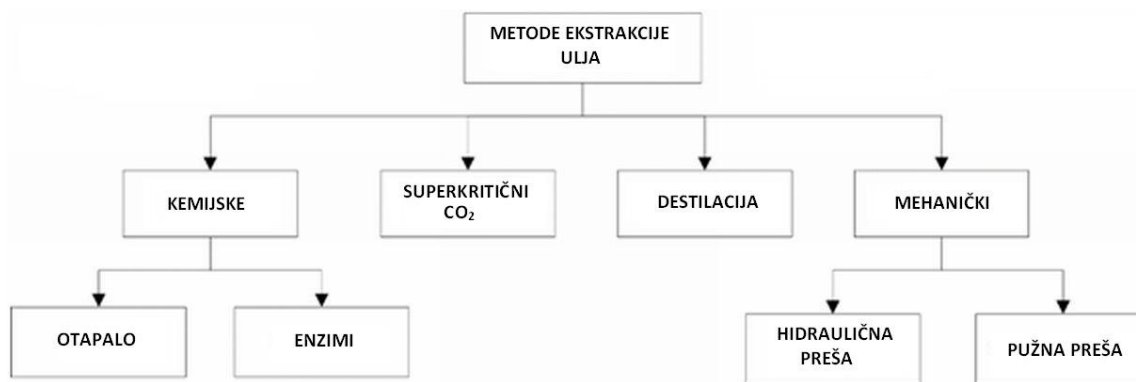 METODE EKSTRAKCIJE
ULJA
KEMIJSKE
SUPERKRITIČNI
CO₂
DESTILACIJA
MEHANIČKI
OTAPALO
ENZIMI
HIDRAULIČNA
PREŠA
PUŽNA PREŠA